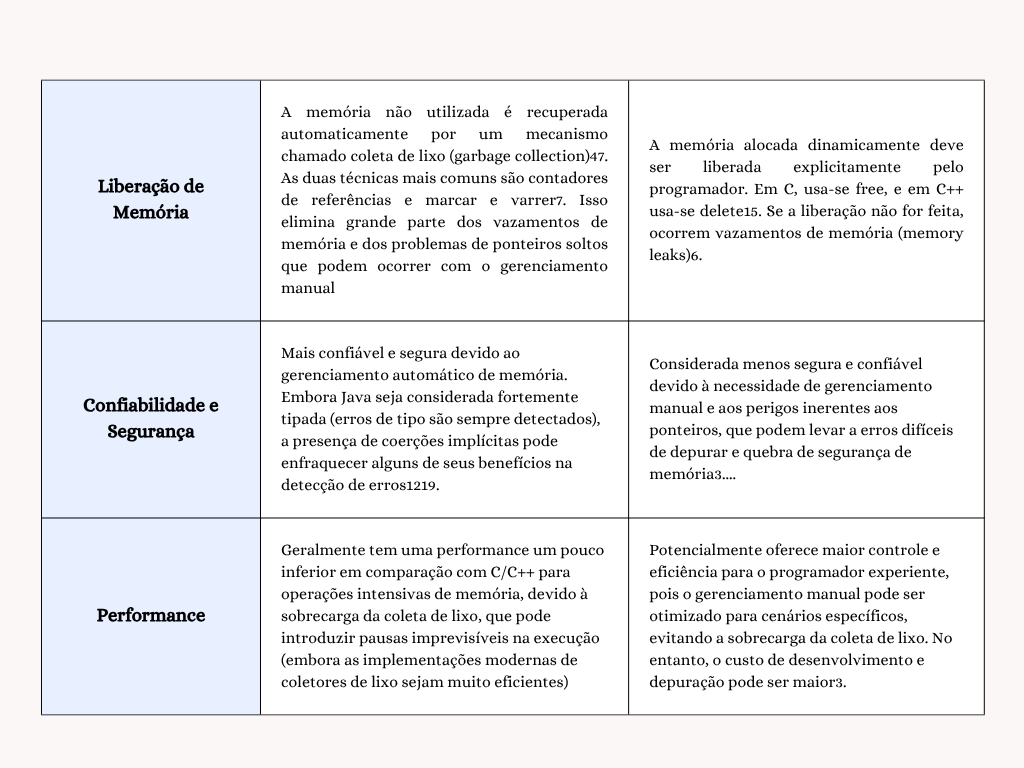 Liberação de
Memória
A memória não utilizada é recuperada
automaticamente por um mecanismo
chamado coleta de lixo (garbage collection)47.
As duas técnicas mais comuns são contadores
de referências e marcar e varrer7. Isso
elimina grande parte dos vazamentos de
memória e dos problemas de ponteiros soltos
que podem ocorrer com o gerenciamento
manual
A memória alocada dinamicamente deve
ser liberada explicitamente pelo
programador. Em C, usa-se free, e em C++
usa-se delete15. Se a liberação não for feita,
ocorrem vazamentos de memória (memory
leaks)6.
Confiabilidade e
Segurança
Mais confiável e segura devido ao
gerenciamento automático de memória.
Embora Java seja considerada fortemente
tipada (erros de tipo são sempre detectados),
a presença de coerções implícitas pode
enfraquecer alguns de seus benefícios na
detecção de erros1219.
Considerada menos segura e confiável
devido à necessidade de gerenciamento
manual e aos perigos inerentes aos
ponteiros, que podem levar a erros difíceis
de depurar e quebra de segurança de
memória3....
Performance
Geralmente tem uma performance um pouco
inferior em comparação com C/C++ para
operações intensivas de memória, devido à
sobrecarga da coleta de lixo, que pode
introduzir pausas imprevisíveis na execução
(embora as implementações modernas de
coletores de lixo sejam muito eficientes)
Potencialmente oferece maior controle e
eficiência para o programador experiente,
pois o gerenciamento manual pode ser
otimizado para cenários específicos,
evitando a sobrecarga da coleta de lixo. No
entanto, o custo de desenvolvimento e
depuração pode ser maior3.